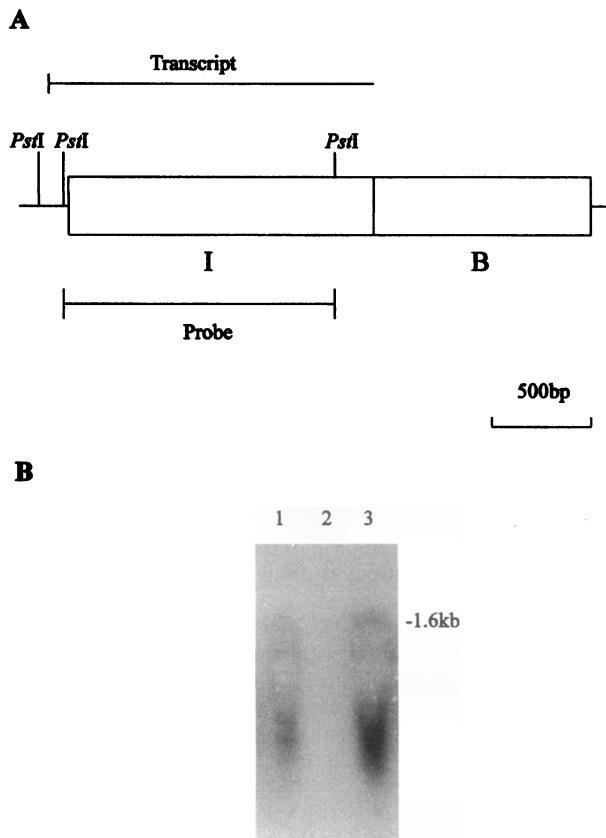 A
Transcript
PstI PstI PstI
I B
Probe
500bp
B
1 2 3
-1.6kb